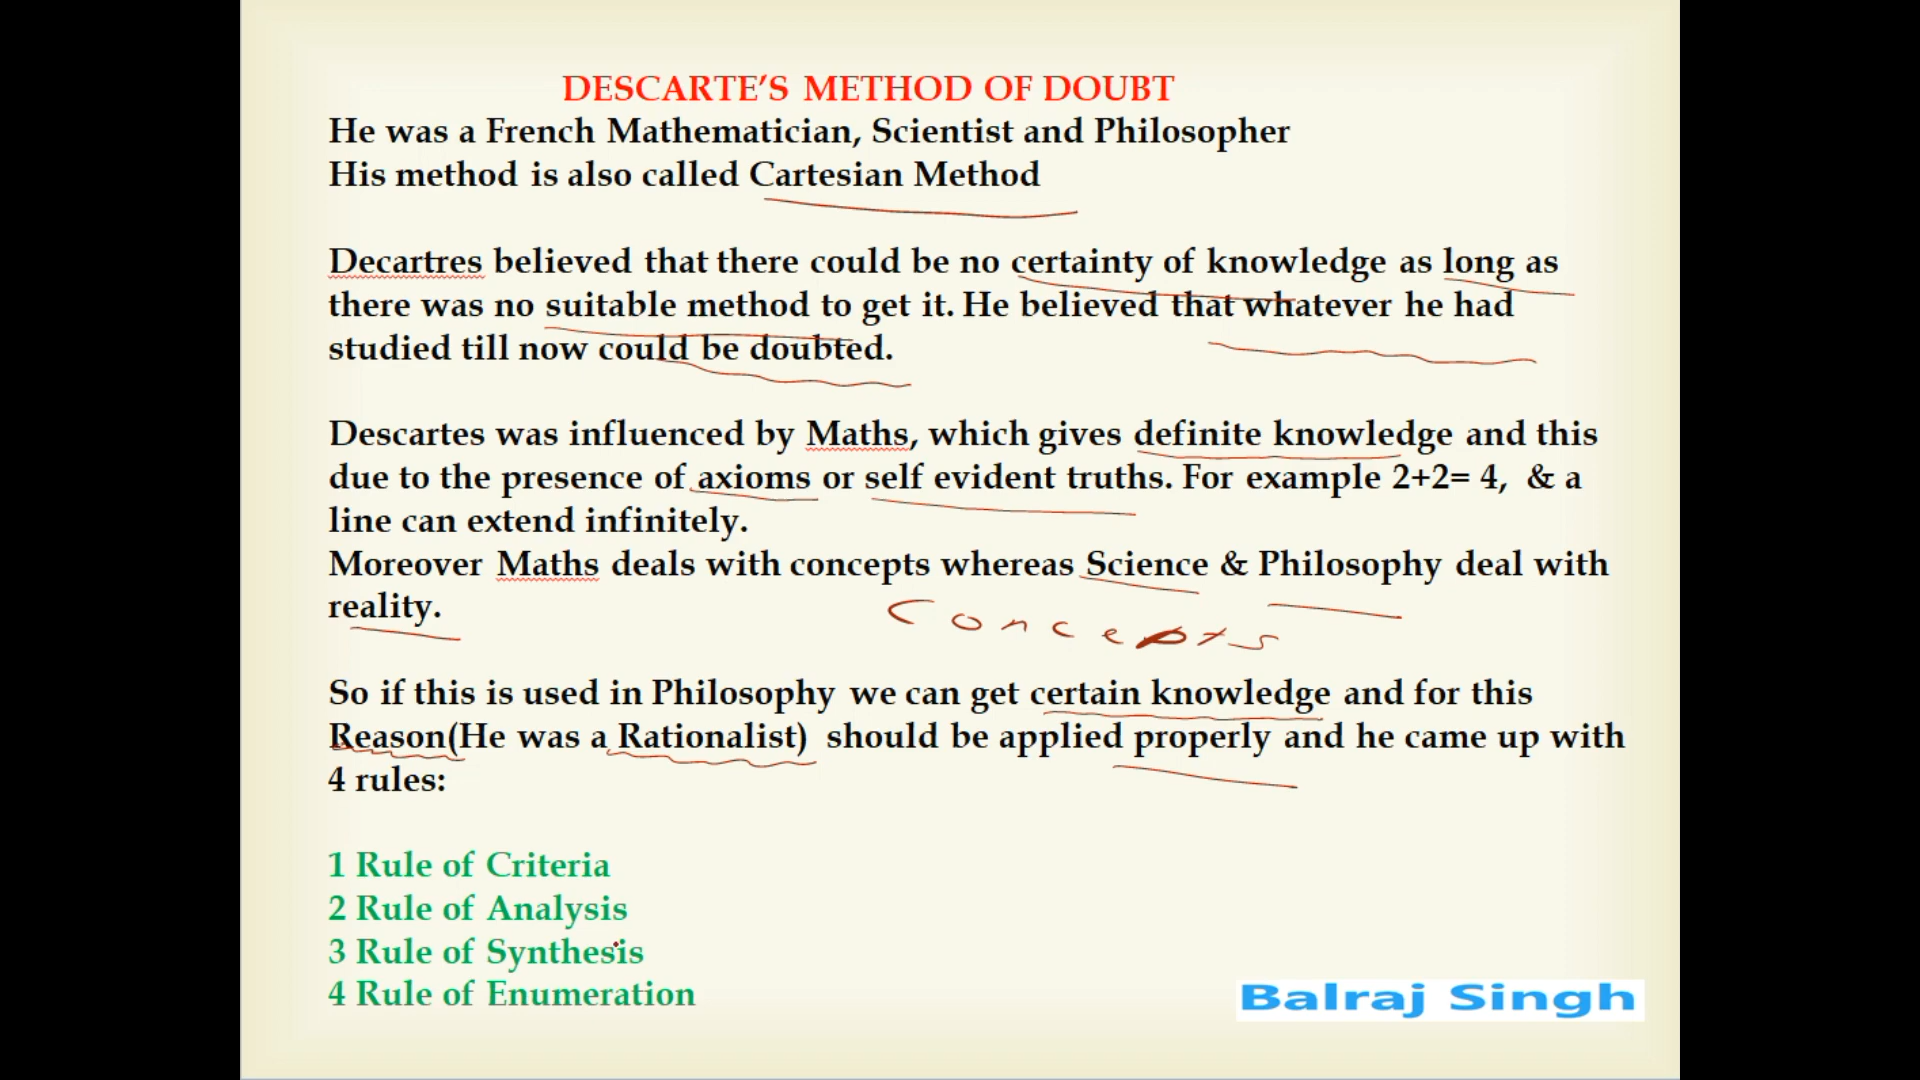 DESCARTE’S METHOD OF DOUBT
He was a French Mathematician, Scientist and Philosopher
His method is also called Cartesian Method
Decartres believed that there could be no certainty of knowledge as long as
there was no suitable method to get it. He believed that whatever he had
studied till now could be doubted.
Descartes was influenced by Maths, which gives definite knowledge and this
due to the presence of axioms or self evident truths. For example 2+2= 4, & a
line can extend infinitely.
Moreover Maths deals with concepts whereas Science & Philosophy deal with
reality.
Concepts
So if this is used in Philosophy we can get certain knowledge and for this
Reason(He was a Rationalist) should be applied properly and he came up with
4 rules:
1 Rule of Criteria
2 Rule of Analysis
3 Rule of Synthesis
4 Rule of Enumeration
Balraj Singh